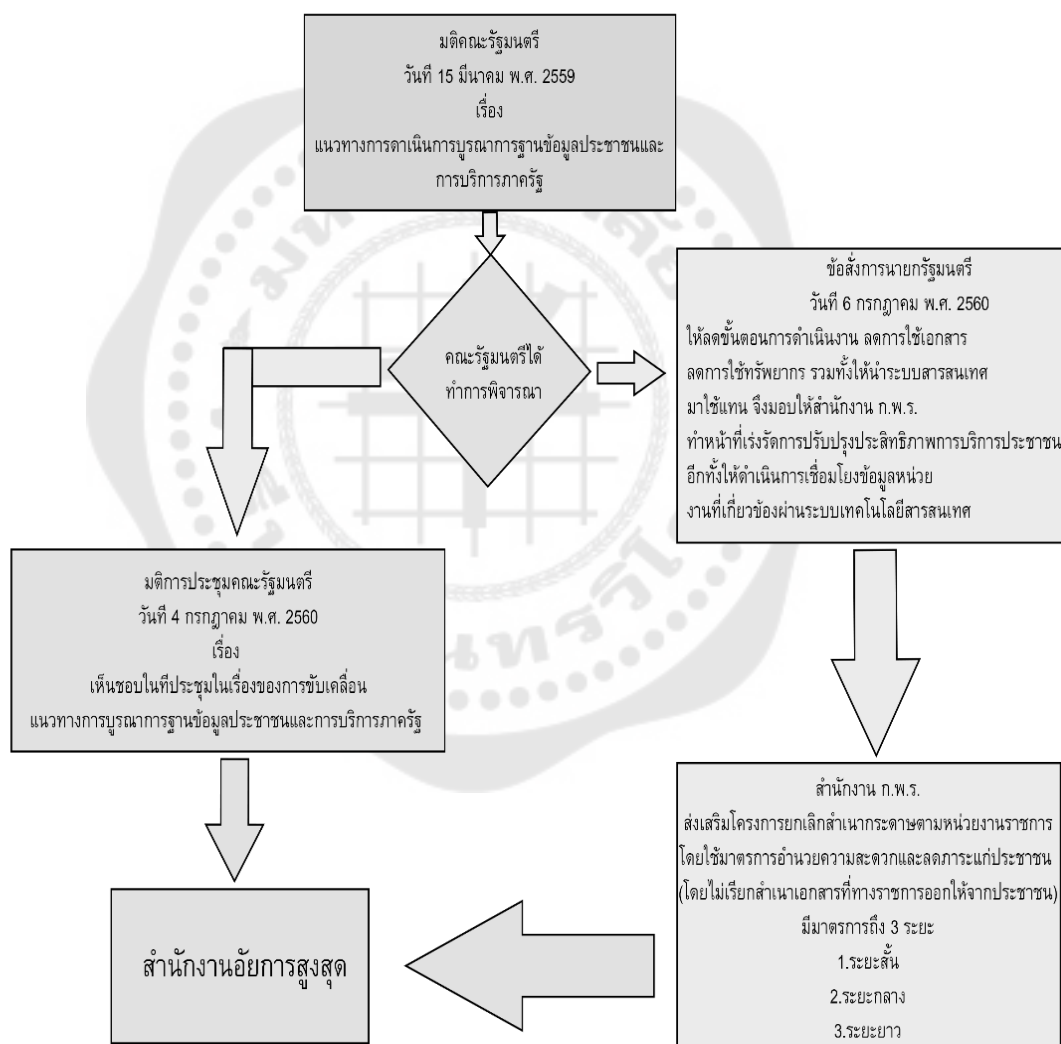 มติคณะรัฐมนตรี
วันที่ 15 มีนาคม พ.ศ. 2559
เรื่อง
แนวทางการดาเนินการบูรณาการฐานข้อมูลประชาชนและ
การบริการภาครัฐ
คณะรัฐมนตรีได้
ทำการพิจารณา
ข้อสั่งการนายกรัฐมนตรี
วันที่ 6 กรกฎาคม พ.ศ. 2560
ให้ลดขั้นตอนการดำเนินงาน ลดการใช้เอกสาร
ลดการใช้ทรัพยากร รวมทั้งให้นำระบบสารสนเทศ
มาใช้แทน จึงมอบให้สำนักงาน ก.พ.ร.
ทำหน้าที่เร่งรัดการปรับปรุงประสิทธิภาพการบริการประชาชน
อีกทั้งให้ดำเนินการเชื่อมโยงข้อมูลหน่วย
งานที่เกี่ยวข้องผ่านระบบเทคโนโลยีสารสนเทศ
มติการประชุมคณะรัฐมนตรี
วันที่ 4 กรกฎาคม พ.ศ. 2560
เรื่อง
เห็นชอบในที่ประชุมในเรื่องของการขับเคลื่อน
แนวทางการบูรณาการฐานข้อมูลประชาชนและการบริการภาครัฐ
สำนักงาน ก.พ.ร.
ส่งเสริมโครงการยกเลิกสำเนากระดาษตามหน่วยงานราชการ
โดยใช้มาตรการอำนวยความสะดวกและลดภาระแก่ประชาชน
(โดยไม่เรียกสำเนาเอกสารที่ทางราชการออกให้จากประชาชน)
มีมาตรการถึง 3 ระยะ
1.ระยะสั้น
2.ระยะกลาง
3.ระยะยาว
สำนักงานอัยการสูงสุด